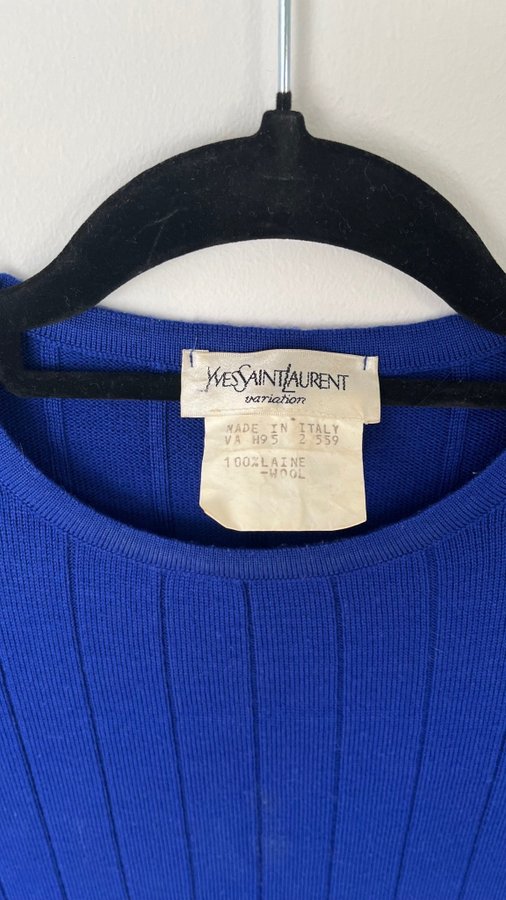 YVESSAINTLAURENT
variation
MADE IN ITALY
VA H95 2 559
100%LAINE
-WOOL